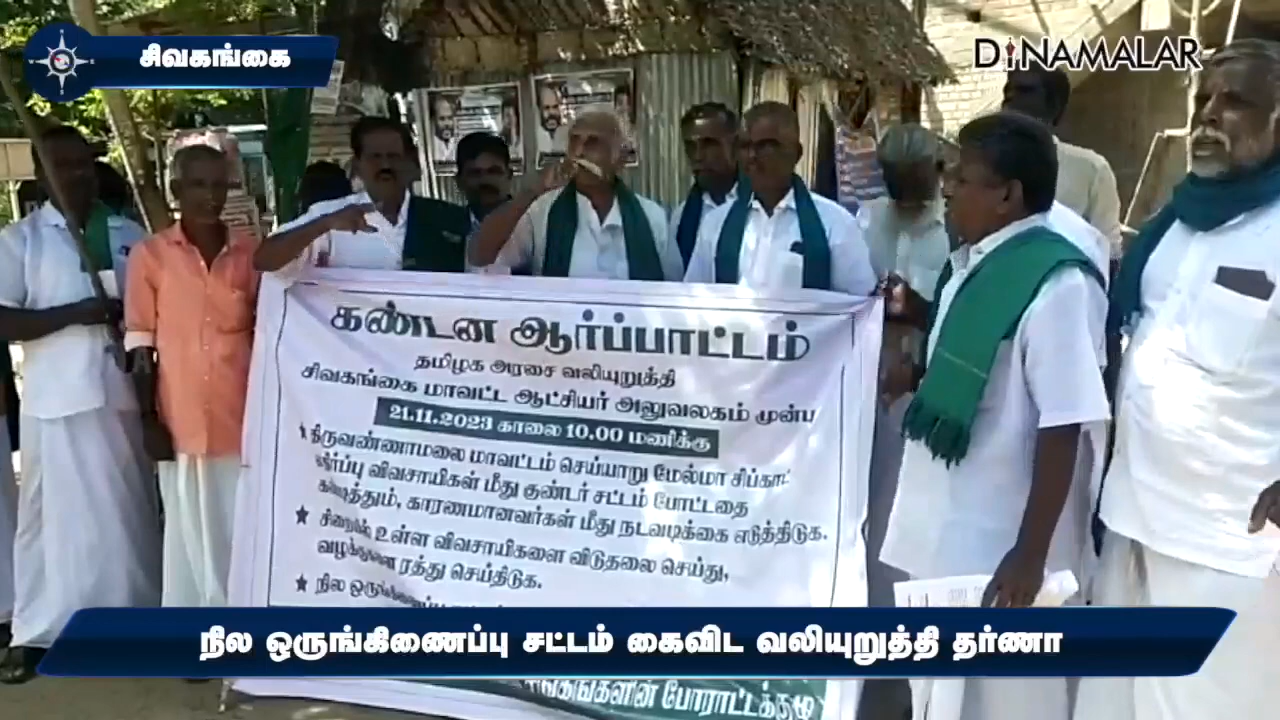 சிவகங்கை
DINAMALAR
கண்டன ஆர்ப்பாட்டம்
தமிழக அரசை வலியுறுத்தி
சிவகங்கை மாவட்ட ஆட்சியர் அலுவலகம் முன்பு
21.11.2023 காலை 10.00 மணிக்கு
திருவண்ணாமலை மாவட்டம் செய்யாறு மேல்மா சிப்காட்
எதிர்ப்பு விவசாயிகள் மீது குண்டர் சட்டம் போட்டதை
கண்டித்தும், காரணமானவர்கள் மீது நடவடிக்கை எடுத்திடுக.
★ சிறையில் உள்ள விவசாயிகளை விடுதலை செய்து,
வழக்குகளை ரத்து செய்திடுக.
★ நில
நில ஒருங்கிணைப்பு சட்டம் கைவிட வலியுறுத்தி தர்ணா
போராட்டக்குழு